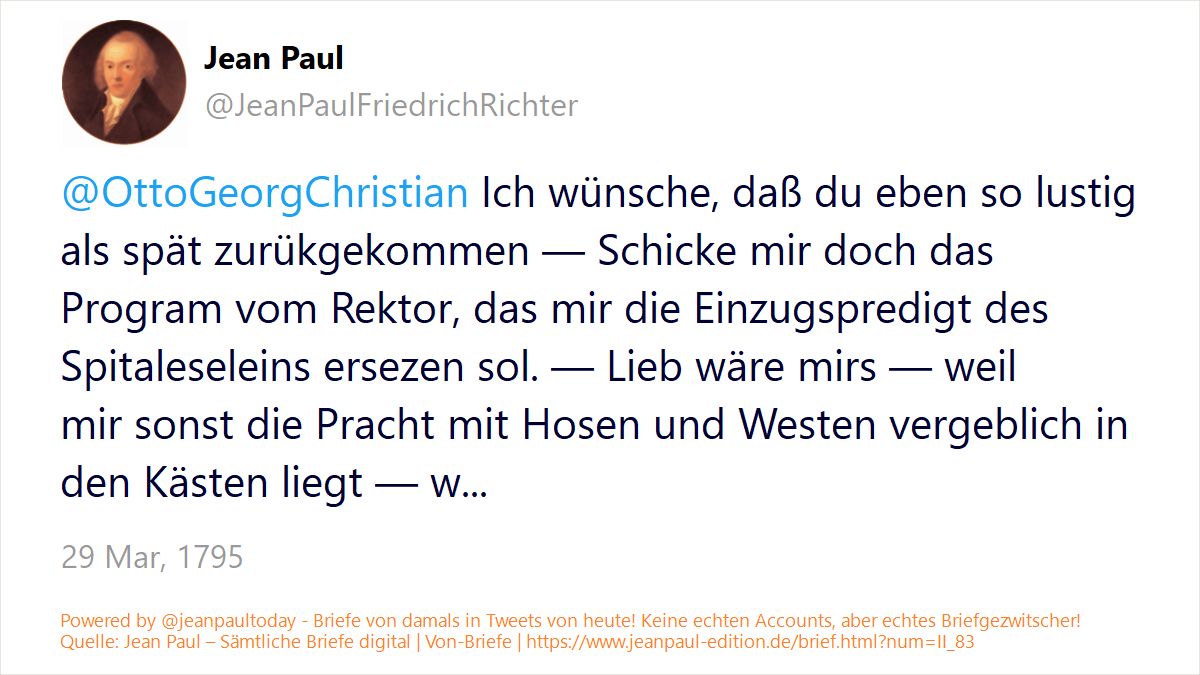 Jean Paul
@JeanPaulFriedrichRichter
@OttoGeorgChristian Ich wünsche, daß du eben so lustig
als spät zurükgekommen — Schicke mir doch das
Program vom Rektor, das mir die Einzugspredigt des
Spitaleseleins ersezen sol. — Lieb wäre mirs — weil
mir sonst die Pracht mit Hosen und Westen vergeblich in
den Kästen liegt — w...
29 Mar, 1795
Powered by @jeanpaultoday - Briefe von damals in Tweets von heute! Keine echten Accounts, aber echtes Briefgezwitscher!
Quelle: Jean Paul – Sämtliche Briefe digital | Von-Briefe | https://www.jeanpaul-edition.de/brief.html?num=II_83